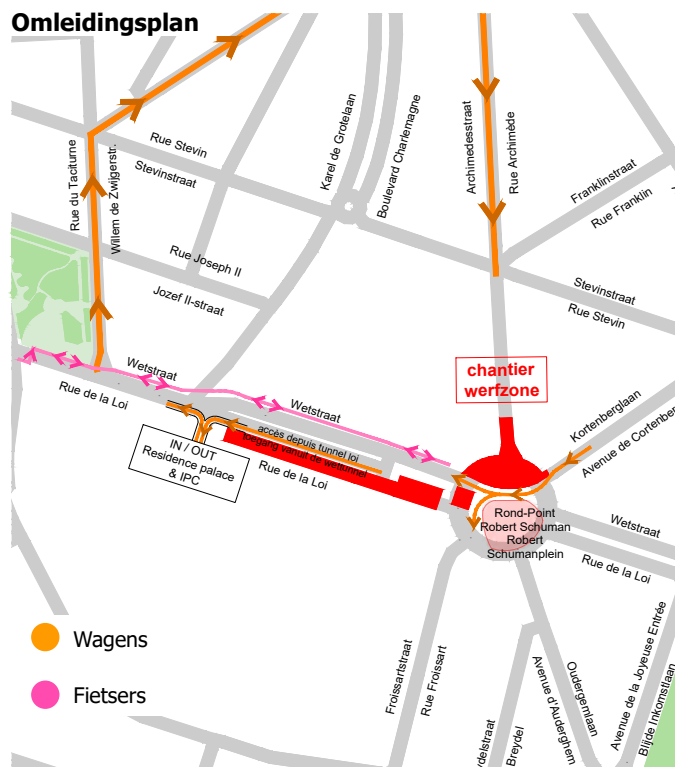 Omleidingsplan
Rue Stevin
Stevinstraat
Rue du Taciturne
Willem de Zwijgerstr.
Karel de Grotelaan
Boulevard Charlemagne
Archimedesstraat
Rue Archimède
Franklinstraat
Rue Franklin
Rue Joseph II
Jozef II-straat
Stevinstraat
Rue Stevin
Wetstraat
Rue de la Loi
Wetstraat
chantier
werfzone
Kortenberglaan
Avenue de Cortenber
accès depuis tunnel loi
toegang vanuit de wettunnel
Rue de la Loi
IN / OUT
Residence palace
& IPC
Rond-Point
Robert Schuman
Robert
Schumanplein
Wetstraat
Rue de la Loi
Wagens
Fietsers
Froissartstraat
Rue Froissart
ydelstraat
Breydel
Oudergemlaan
Avenue d'Auderghem
Avenue de la Joyeuse Entrée
Blijde Inkomstlaan